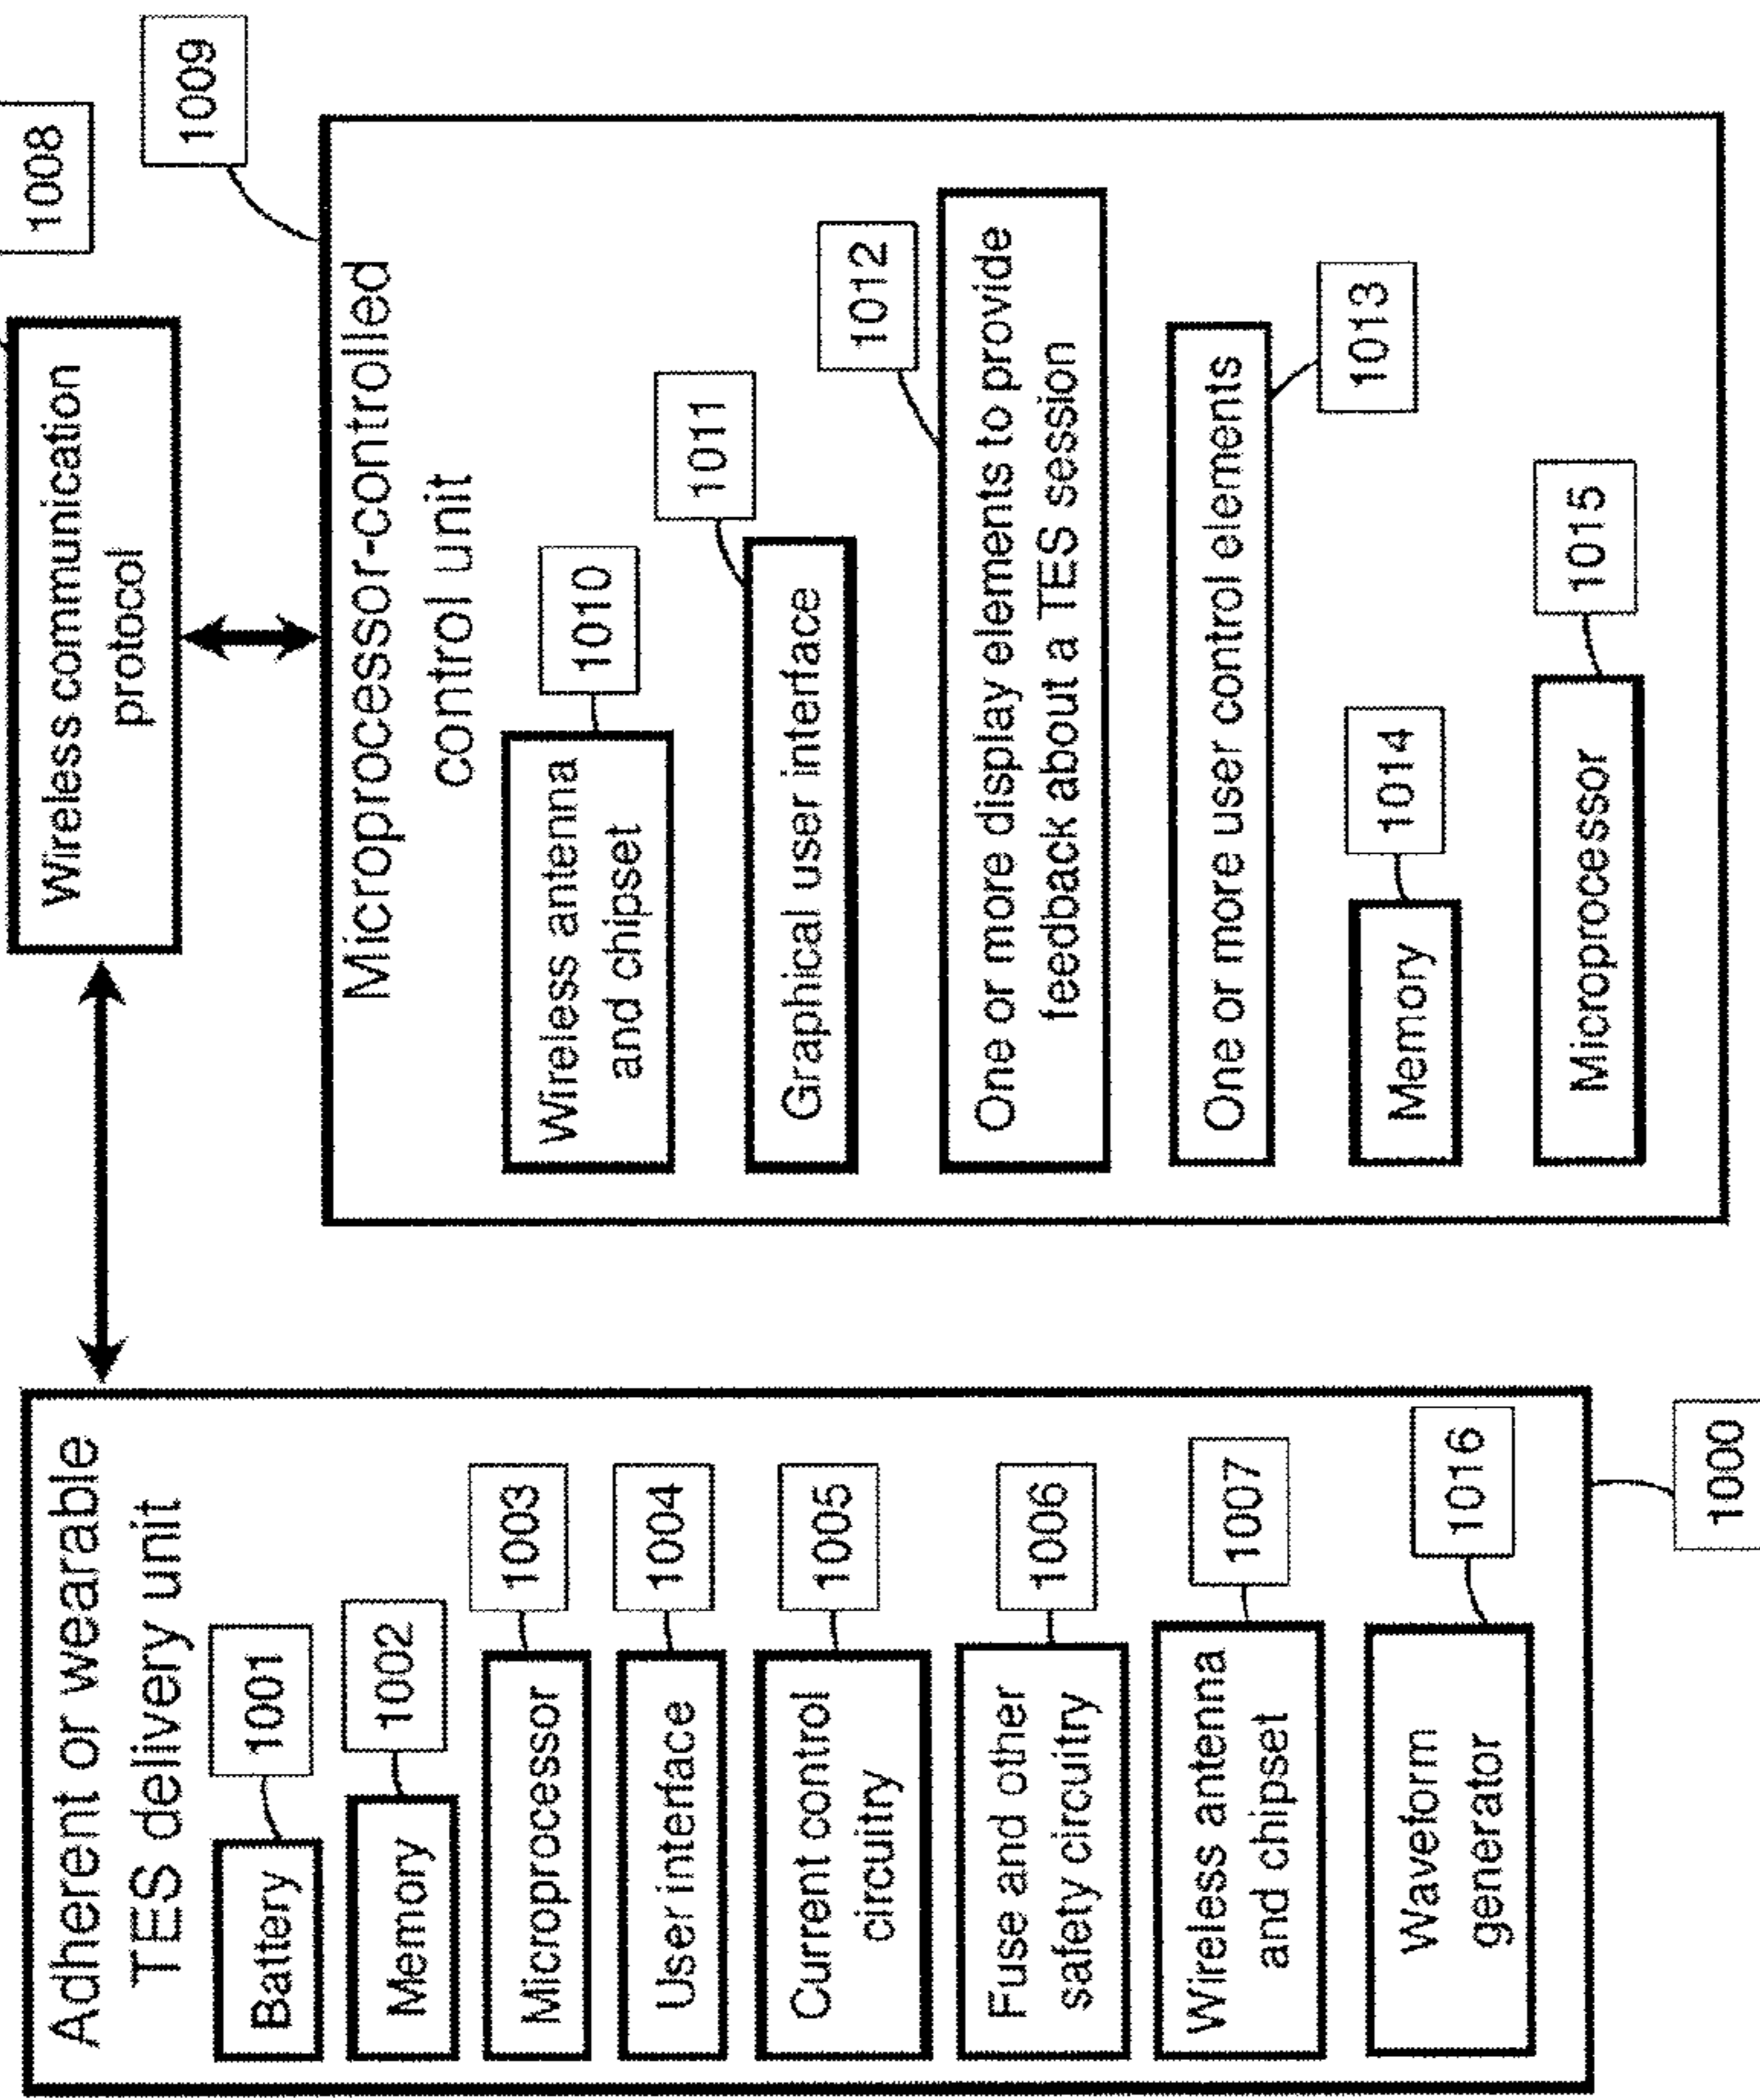 Adherent or wearable
TES delivery unit
1001
Battery
1002
Memory
1003
Microprocessor
1004
User interface
1005
Current control
circuitry
1006
Fuse and other
safety circuitry
1007
Wireless antenna
and chipset
1016
Waveform
generator
1000
1008
Wireless communication
protocol
1009
Microprocessor-controlled
control unit
1010
Wireless antenna
and chipset
1011
Graphical user interface
1012
One or more display elements to provide
feedback about a TES session
One or more user control elements
1013
1014
Memory
1015
Microprocessor